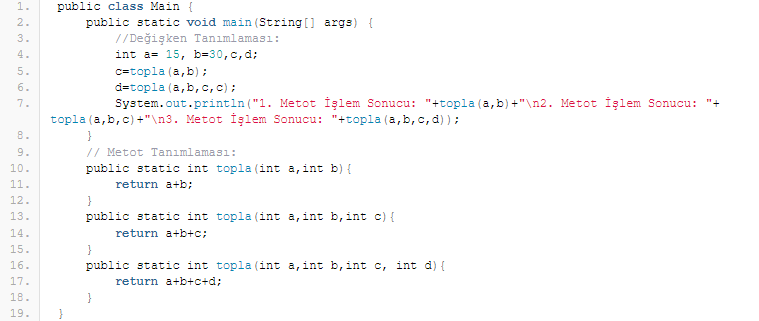 1. public class Main {
2. public static void main(String[] args) {
3. //Değişken Tanımlaması:
4. int a= 15, b=30,c,d;
5. c=topla(a,b);
6. d=topla(a,b,c,c);
7. System.out.println("1. Metot İşlem Sonucu: "+topla(a,b)+"\n2. Metot İşlem Sonucu: "+
topla(a,b,c)+"\n3. Metot İşlem Sonucu: "+topla(a,b,c,d));
8. }
9. // Metot Tanımlaması:
10. public static int topla(int a,int b){
11. return a+b;
12. }
13. public static int topla(int a,int b,int c){
14. return a+b+c;
15. }
16. public static int topla(int a,int b,int c, int d){
17. return a+b+c+d;
18. }
19. }